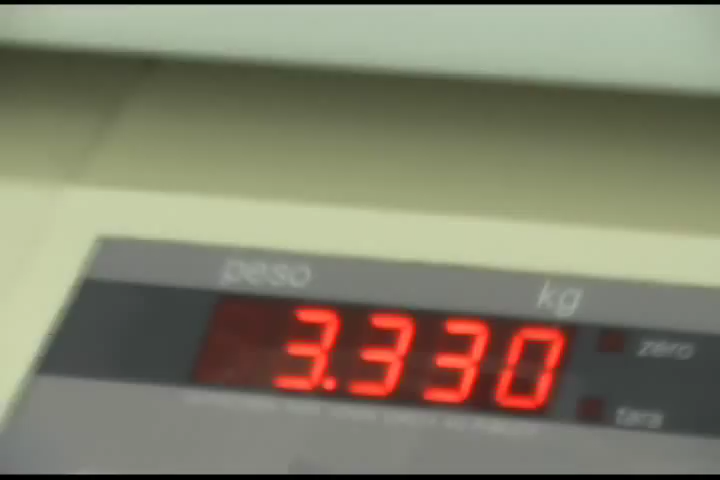 peso kg
3.330 zero
tara